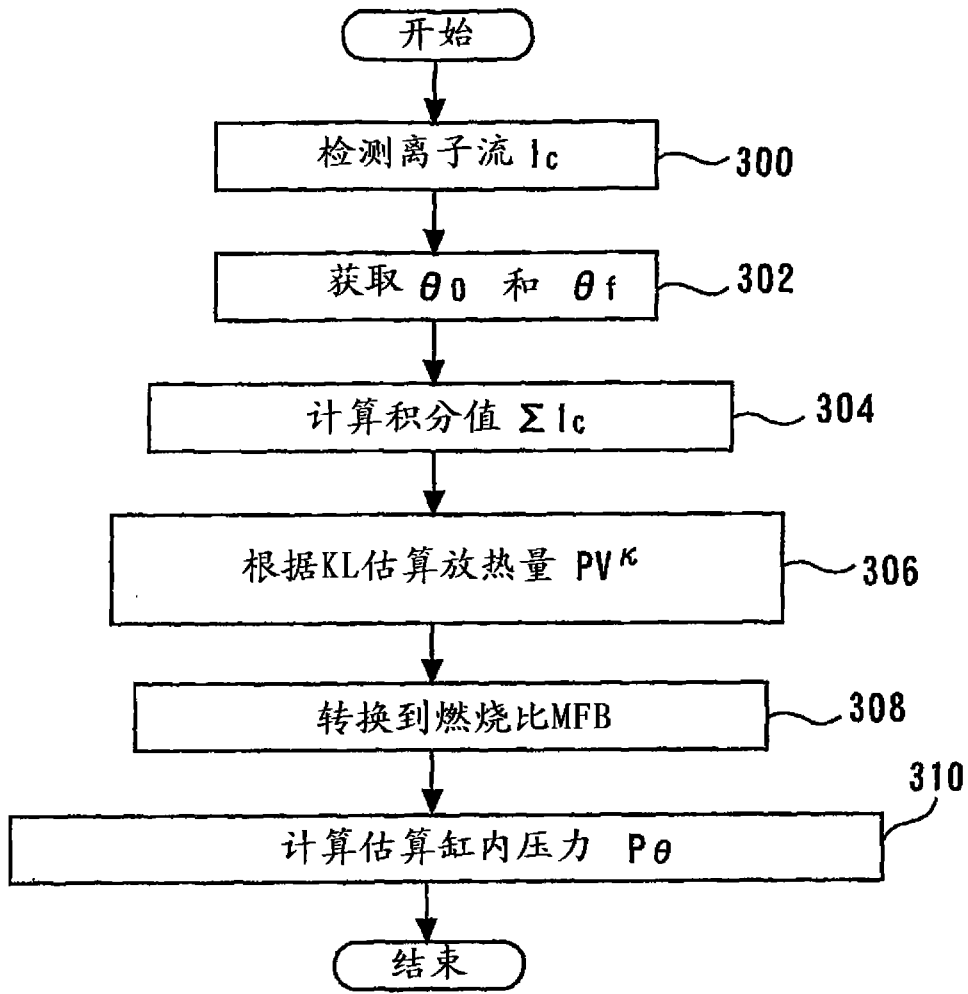 开始
检测离子流 Ic
300
获取 θ0 和 θf
302
计算积分值 ΣIc
304
根据KL估算放热量 PV^κ
306
转换到燃烧比MFB
308
310
计算估算缸内压力 Pθ
结束